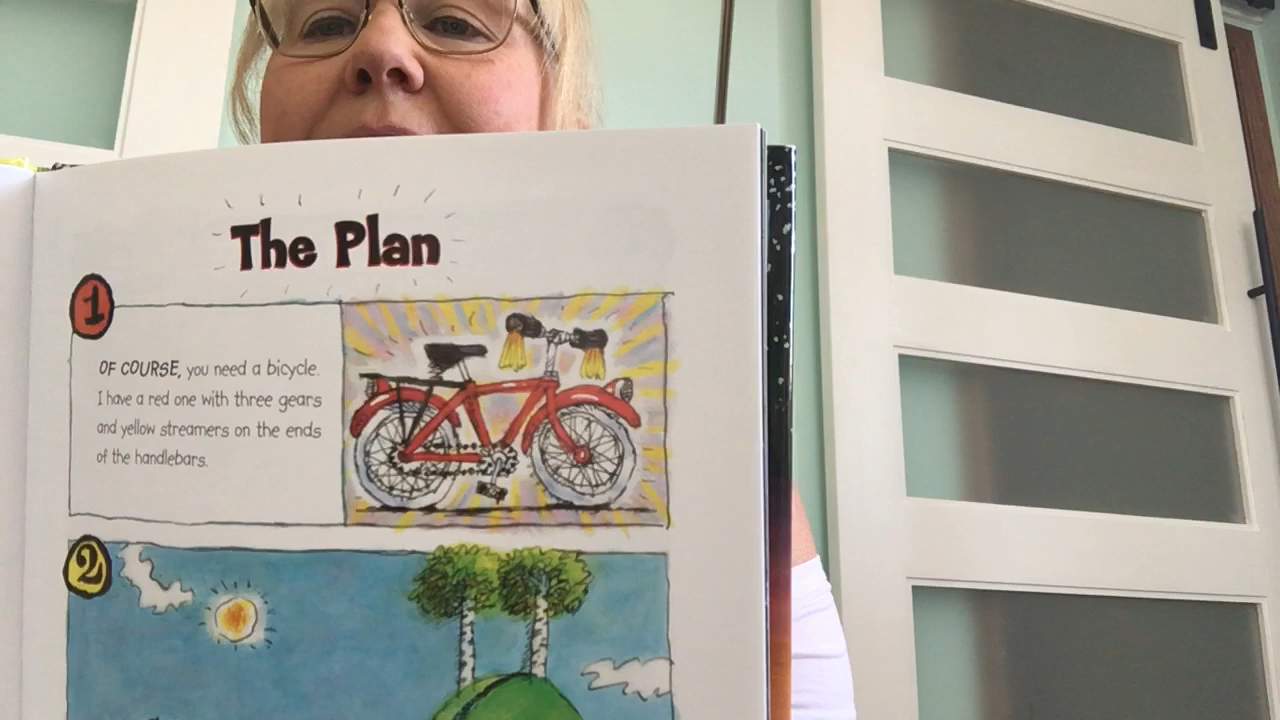 The Plan
1
OF COURSE, you need a bicycle.
I have a red one with three gears
and yellow streamers on the ends
of the handlebars.
2